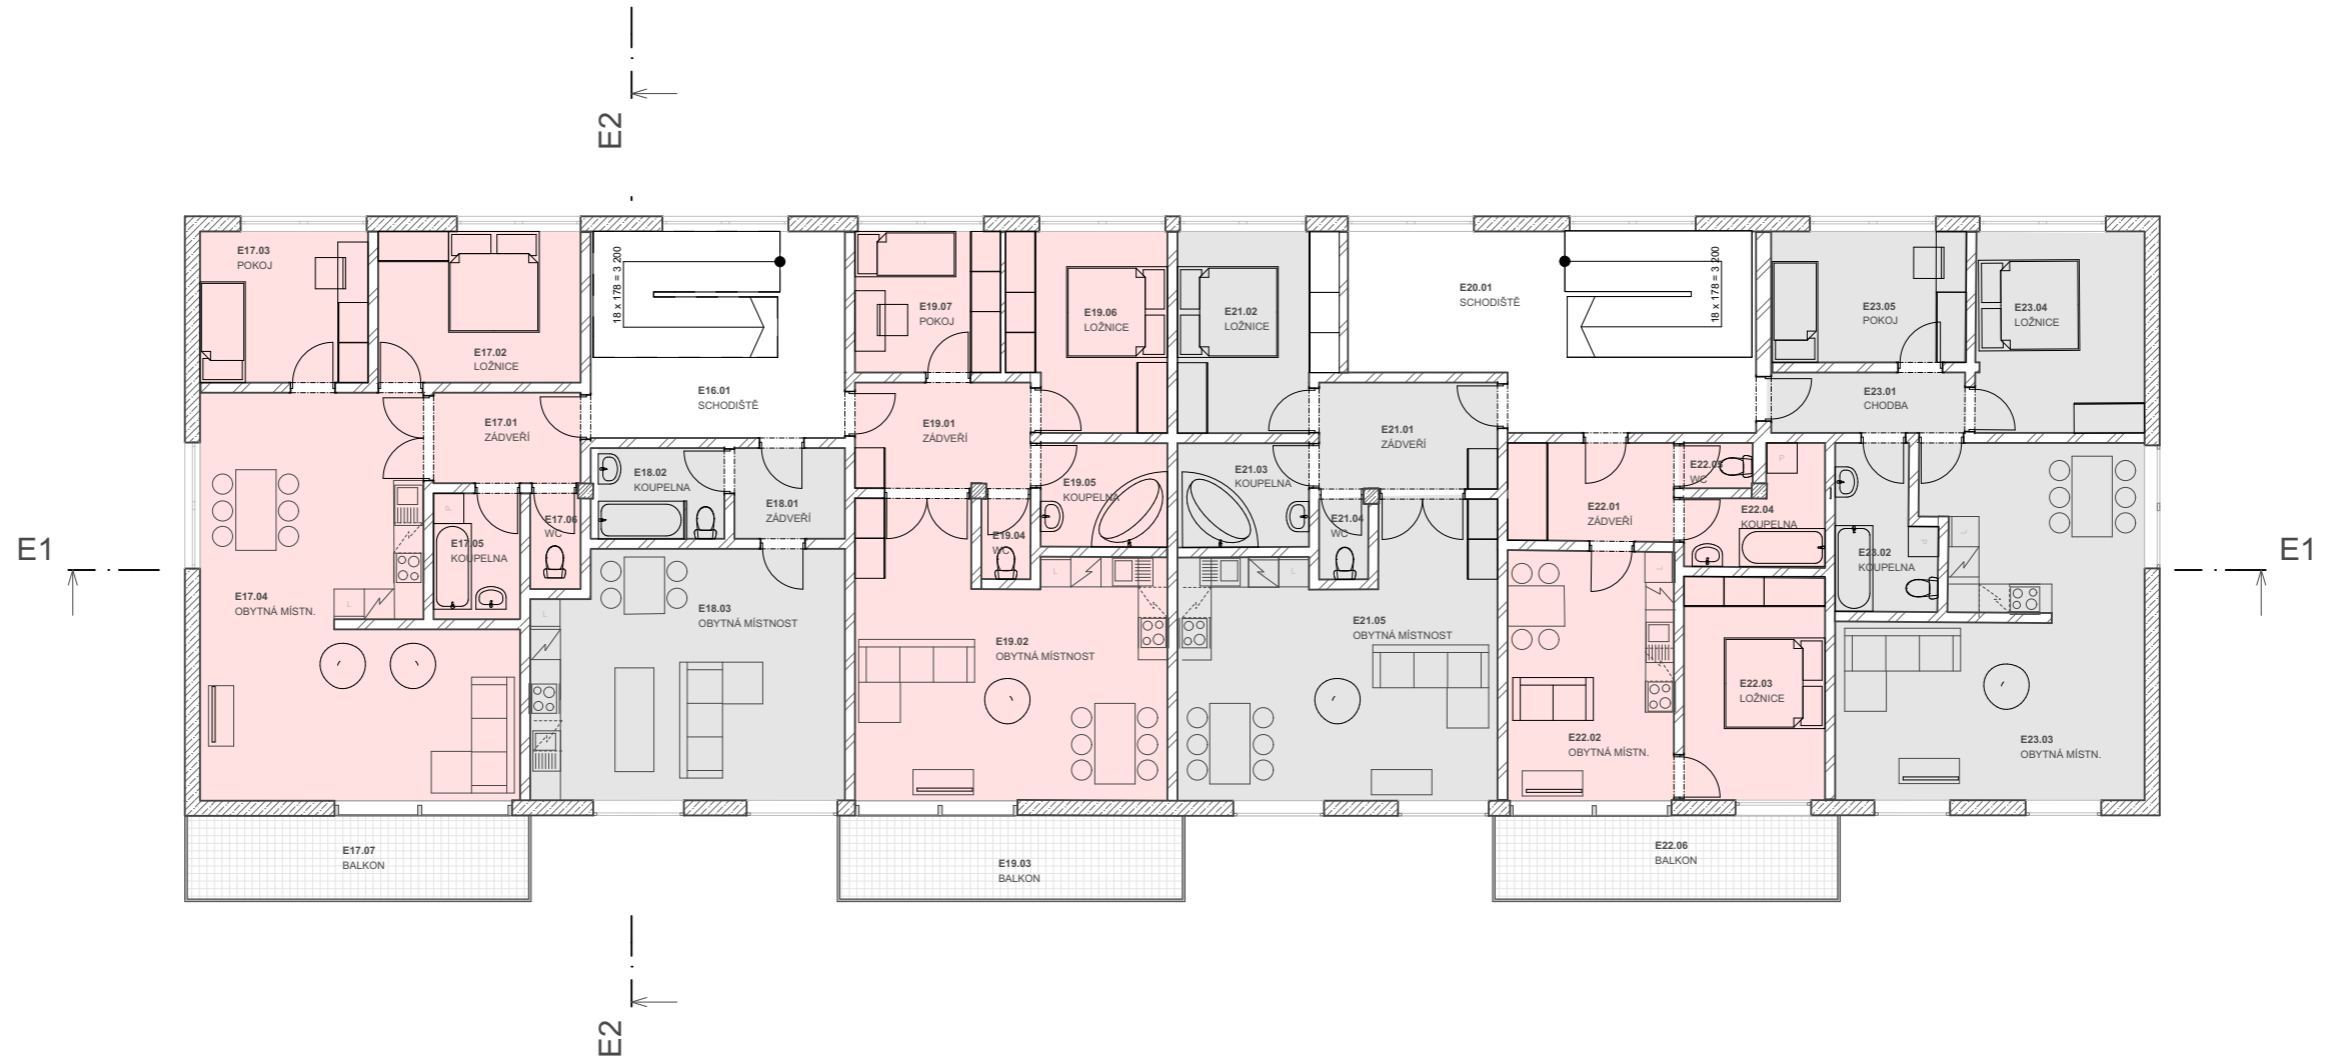 E2
E1
E1
E17.03
POKOJ
E17.02
LOŽNICE
18 x 178 = 3 200
E16.01
SCHODIŠTĚ
E19.07
POKOJ
E19.06
LOŽNICE
E21.02
LOŽNICE
E20.01
SCHODIŠTĚ
18 x 178 = 3 200
E23.05
POKOJ
E23.04
LOŽNICE
E17.01
ZÁDVEŘÍ
E19.01
ZÁDVEŘÍ
E21.01
ZÁDVEŘÍ
E23.01
CHODBA
E18.02
KOUPELNA
E18.01
ZÁDVEŘÍ
E19.05
KOUPELNA
E21.03
KOUPELNA
E22.05
WC
P
E17.06
WC
E17.05
KOUPELNA
E19.04
WC
E21.04
WC
E22.01
ZÁDVEŘÍ
E22.04
KOUPELNA
E23.02
KOUPELNA
P
L
E17.04
OBYTNÁ MÍSTN.
L
L
L
L
L
E18.03
OBYTNÁ MÍSTNOST
E19.02
OBYTNÁ MÍSTNOST
E21.05
OBYTNÁ MÍSTNOST
E22.03
LOŽNICE
E22.02
OBYTNÁ MÍSTN.
E23.03
OBYTNÁ MÍSTN.
E17.07
BALKON
E19.03
BALKON
E22.06
BALKON
E2